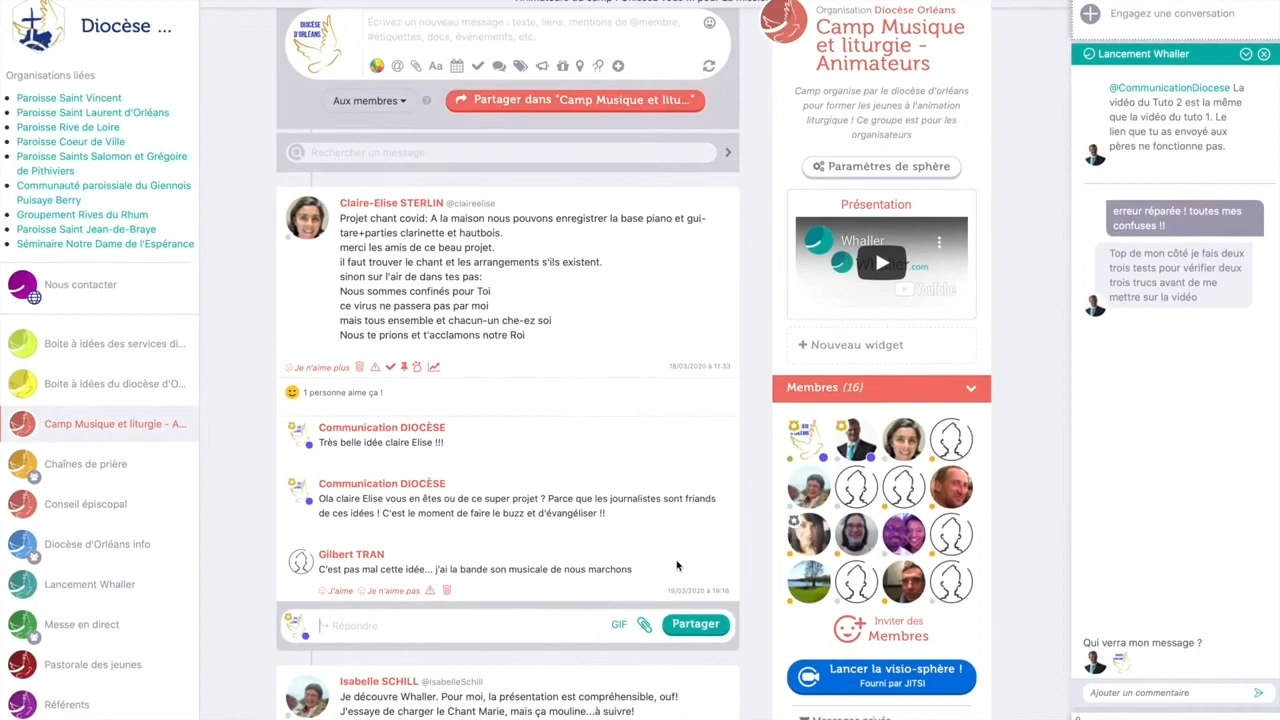 Diocèse ...
Organisations liées
Paroisse Saint Vincent
Paroisse Saint Laurent d'Orléans
Paroisse Rive de Loire
Paroisse Coeur de Ville
Paroisse Saints Salomon et Grégoire
de Pithiviers
Communauté paroissiale du Giennois
Puisaye Berry
Groupement Rives du Rhum
Paroisse Saint Jean-de-Braye
Séminaire Notre Dame de l'Espérance
Nous contacter
Boite à idées des services di...
Boite à idées du diocèse d'O...
Camp Musique et liturgie - A...
Chaînes de prière
Conseil épiscopal
Diocèse d'Orléans info
Lancement Whaller
Messe en direct
Pastorale des jeunes
Référents
DIOCÈSE
D'ORLÉANS
Écrivez un nouveau message : texte, liens, mentions de @membre,
#étiquettes, docs, événements, etc.
Aa
Aux membres
Partager dans "Camp Musique et litu..."
Rechercher un message
Claire-Elise STERLIN @claireelise
Projet chant covid: A la maison nous pouvons enregistrer la base piano et gui-
tare+parties clarinette et hautbois.
merci les amis de ce beau projet.
il faut trouver le chant et les arrangements s'ils existent.
sinon sur l'air de dans tes pas:
Nous sommes confinés pour Toi
ce virus ne passera pas par moi
mais tous ensemble et chacun-un che-ez soi
Nous te prions et t'acclamons notre Roi
Je n'aime plus
18/03/2020 à 11:33
1 personne aime ça !
Communication DIOCÈSE
Très belle idée claire Elise !!!
Communication DIOCÈSE
Ola claire Elise vous en êtes ou de ce super projet ? Parce que les journalistes sont friands
de ces idées ! C'est le moment de faire le buzz et d'évangéliser !!
Gilbert TRAN
C'est pas mal cette idée... j'ai la bande son musicale de nous marchons
J'aime Je n'aime pas
19/03/2020 à 19:16
Répondre
GIF
Partager
Isabelle SCHILL @IsabelleSchill
Je découvre Whaller. Pour moi, la présentation est compréhensible, ouf!
J'essaye de charger le Chant Marie, mais ça mouline...à suivre!
Organisation Diocèse Orléans
Camp Musique
et liturgie -
Animateurs
Camp organise par le diocèse d'orléans
pour former les jeunes à l'animation
liturgique ! Ce groupe est pour les
organisateurs
Paramètres de sphère
Présentation
Whaller
Whaller.com
YouTube
Nouveau widget
Membres (16)
Inviter des
Membres
Lancer la visio-sphère !
Fourni par JITSI
Engagez une conversation
Lancement Whaller
@CommunicationDiocese La
vidéo du Tuto 2 est la même
que la vidéo du tuto 1. Le
lien que tu as envoyé aux
pères ne fonctionne pas.
erreur réparée ! toutes mes
confuses !!
Top de mon côté je fais deux
trois tests pour vérifier deux
trois trucs avant de me
mettre sur la vidéo
Qui verra mon message ?
Ajouter un commentaire